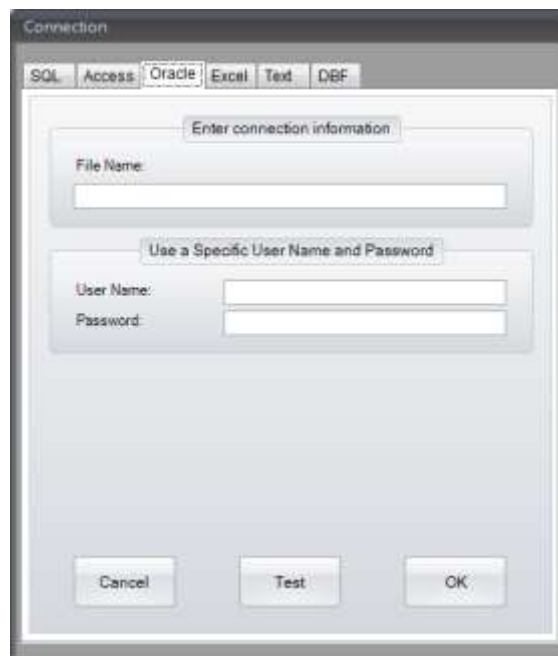 Connection
SQL Access Oracle Excel Text DBF
Enter connection information
File Name:
Use a Specific User Name and Password
User Name:
Password:
Cancel Test OK